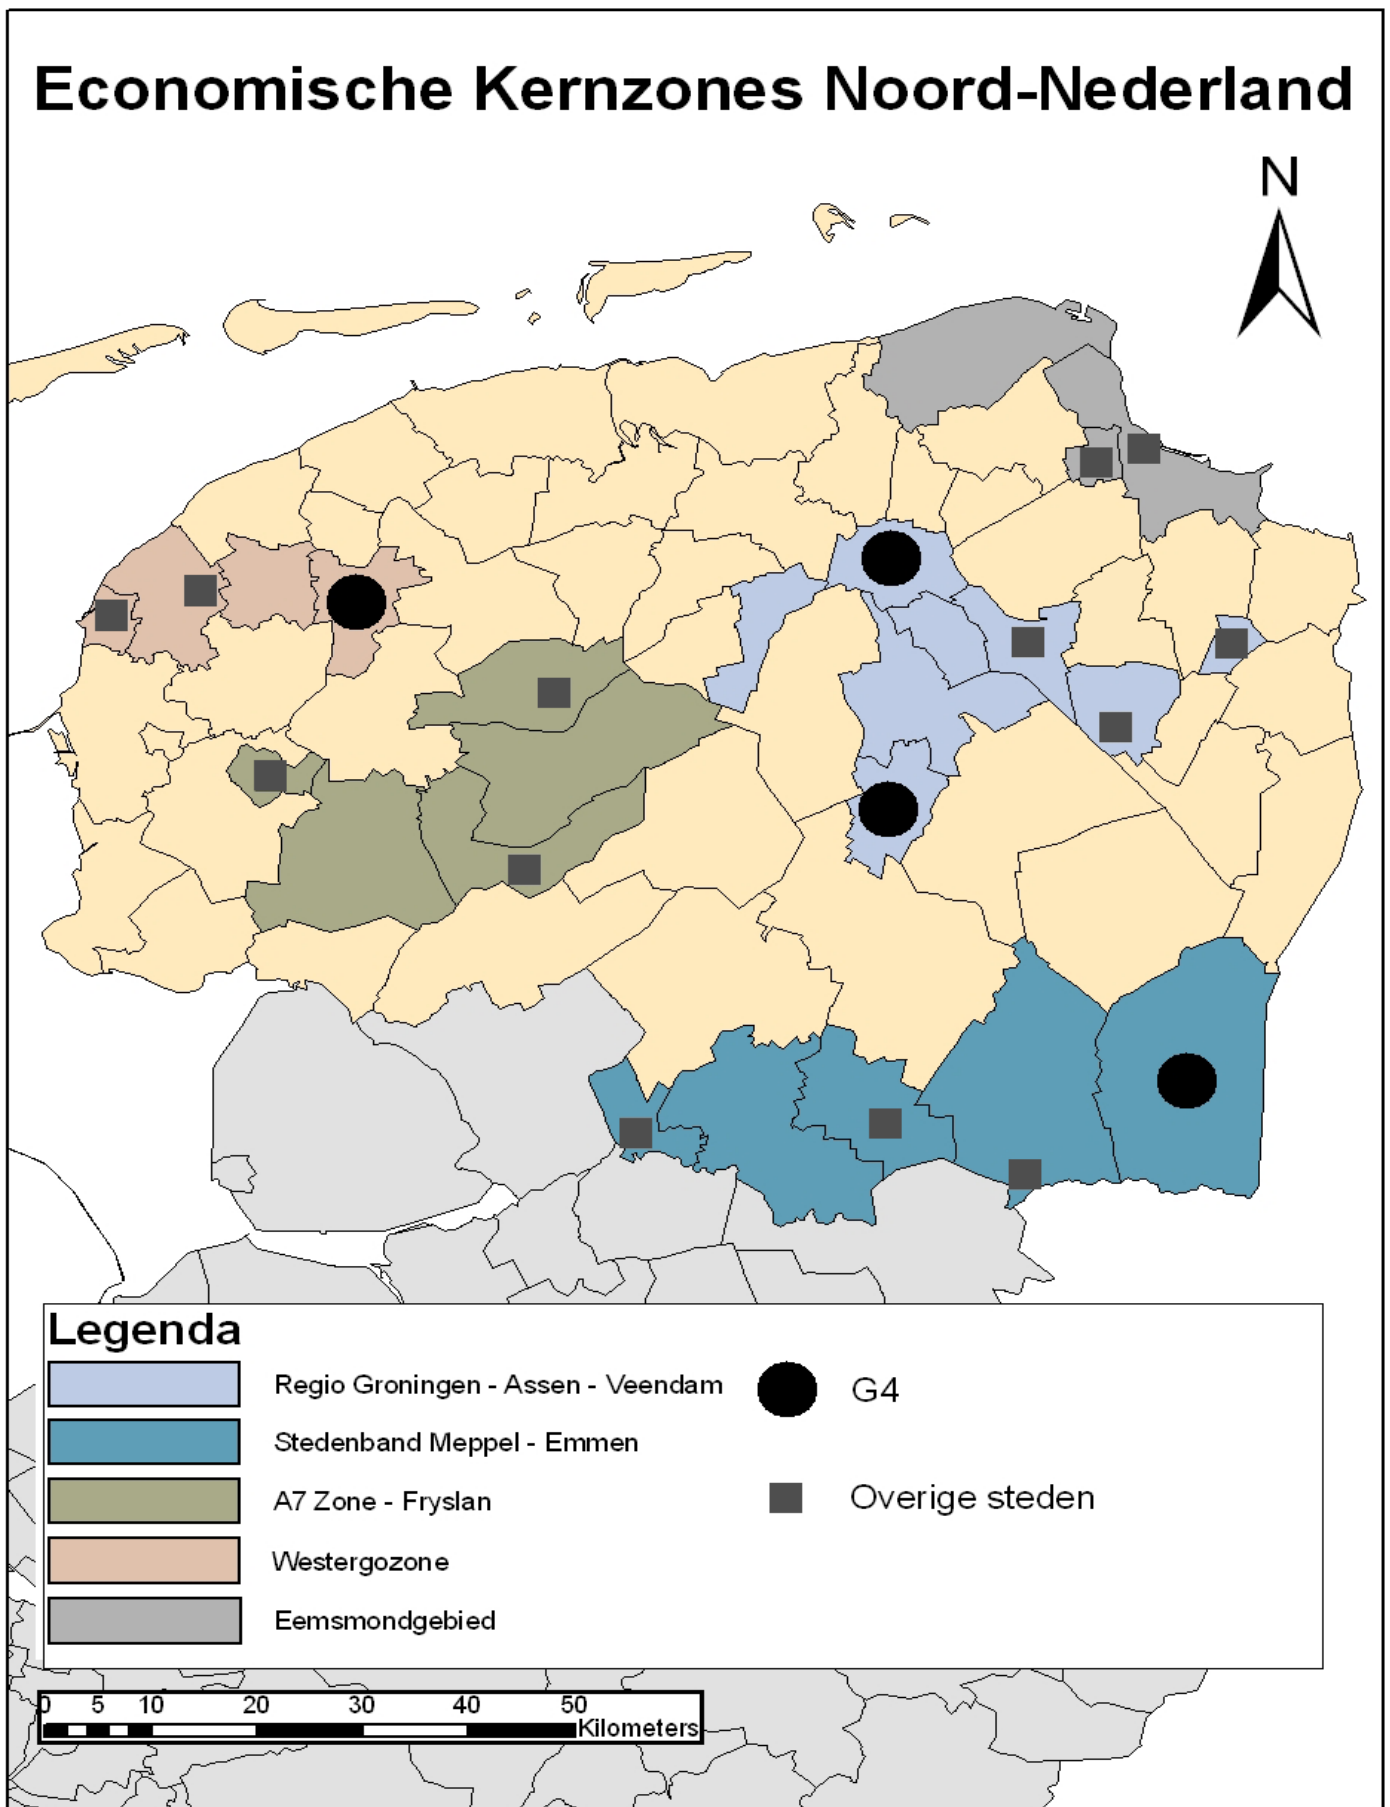 Economische Kernzones Noord-Nederland
N
Legenda
Regio Groningen - Assen - Veendam
G4
Stedenband Meppel - Emmen
A7 Zone - Fryslan
Overige steden
Westergozone
Eemsmondgebied
0 5 10 20 30 40 50
Kilometers